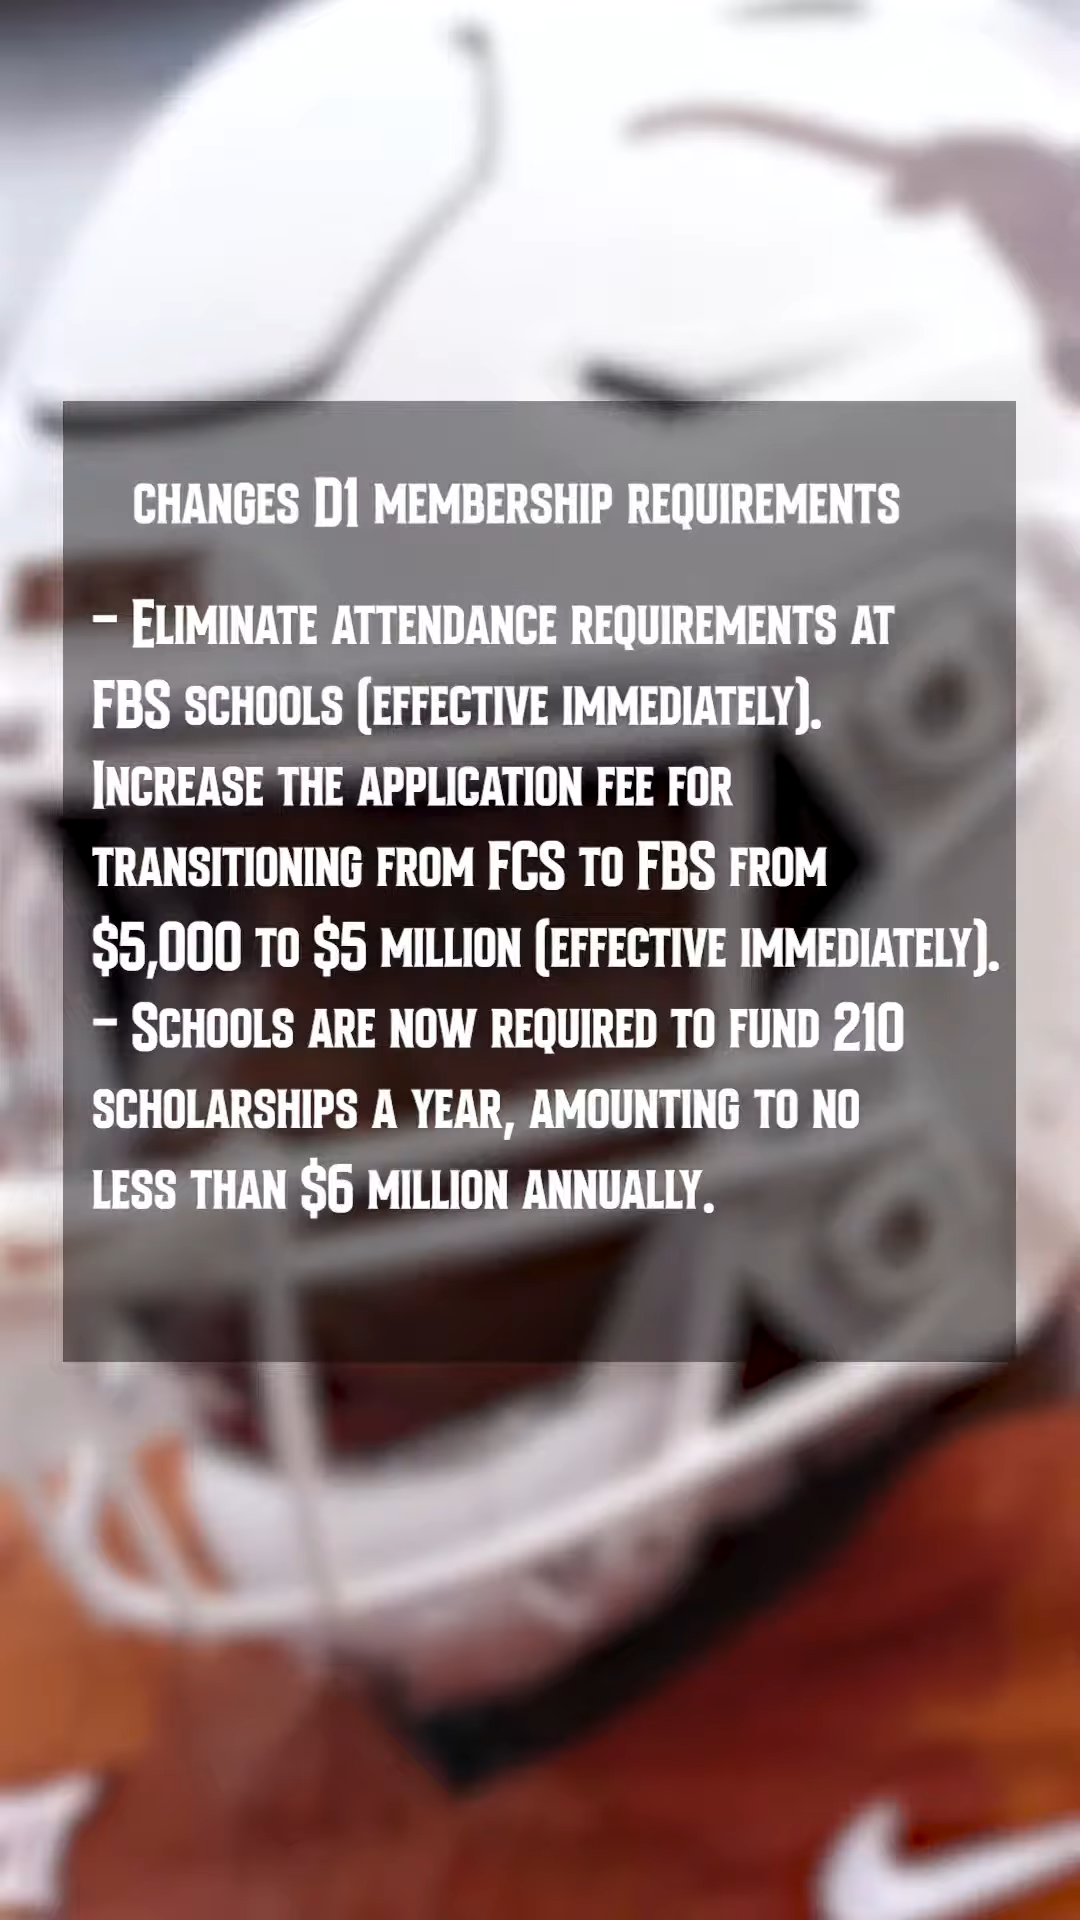 changes D1 membership requirements
- Eliminate attendance requirements at
FBS schools (effective immediately).
Increase the application fee for
transitioning from FCS to FBS from
$5,000 to $5 million (effective immediately).
- Schools are now required to fund 210
scholarships a year, amounting to no
less than $6 million annually.